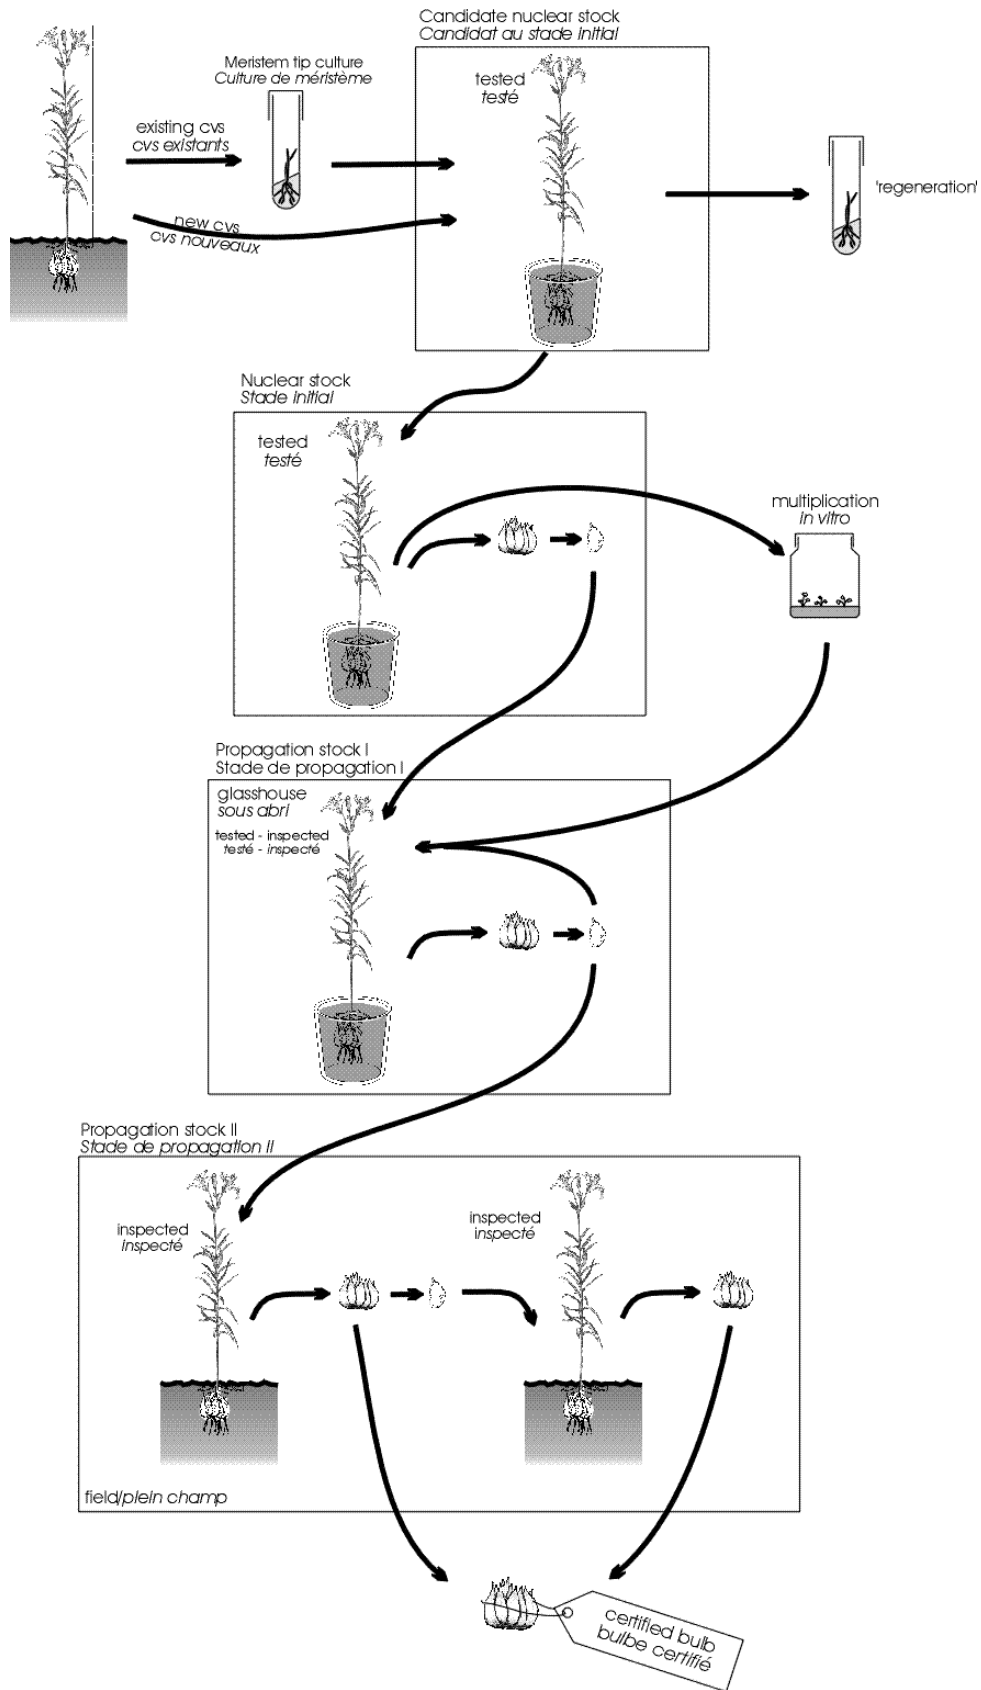 Candidate nuclear stock
Candidat au stade initial
Meristem tip culture
Culture de méristème
tested
testé
existing cvs
cvs existants
'regeneration'
new cvs
cvs nouveaux
Nuclear stock
Stade initial
tested
testé
multiplication
in vitro
Propagation stock I
Stade de propagation I
glasshouse
sous abri
tested - inspected
testé - inspecté
Propagation stock II
Stade de propagation II
inspected
inspecté
inspected
inspecté
field/plein champ
certified bulb
bulbe certifié